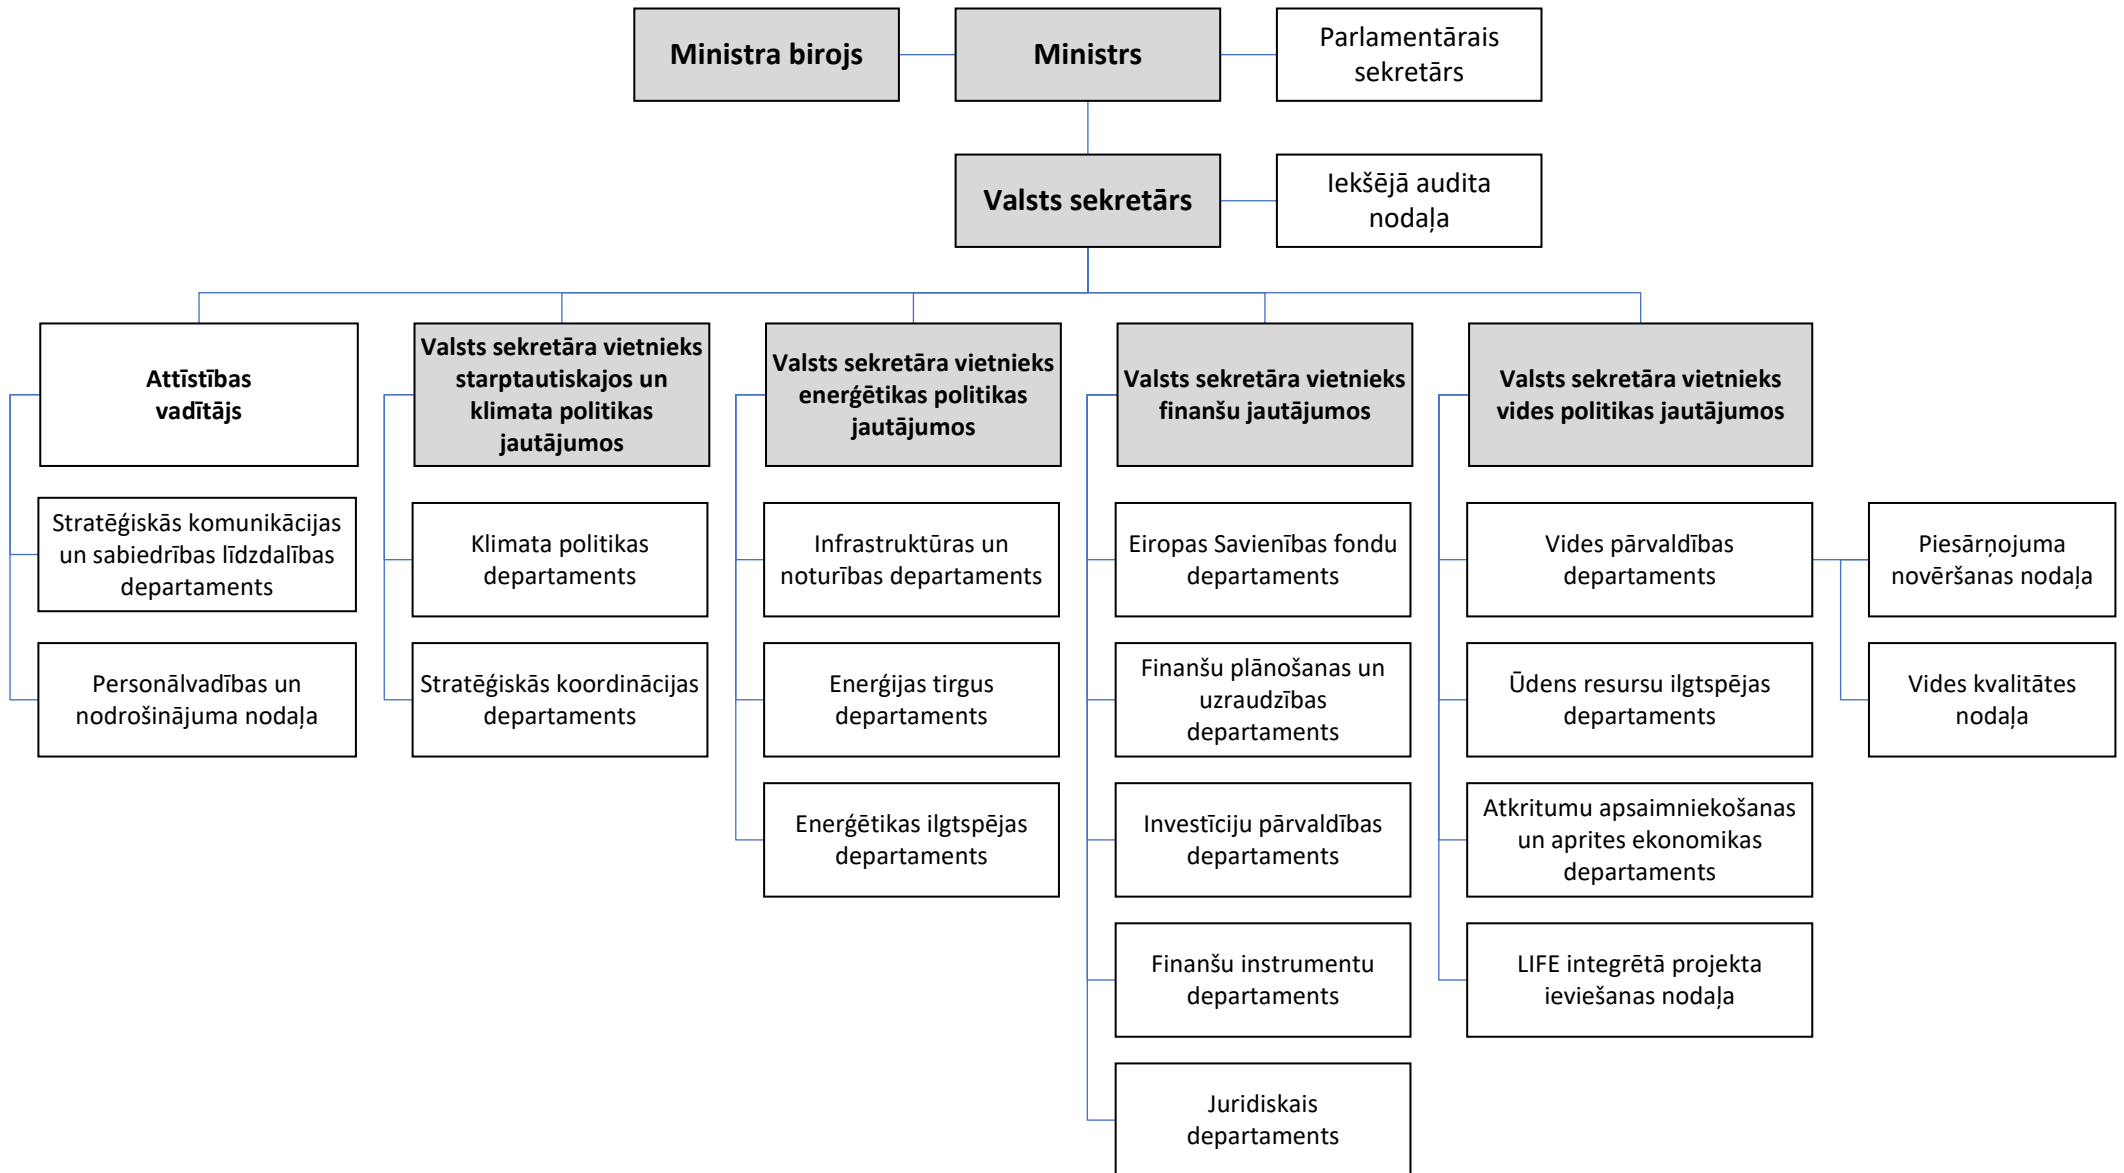 Ministra birojs
Ministrs
Parlamentārais
sekretārs
Valsts sekretārs
Iekšējā audita
nodaļa
Attīstības
vadītājs
Valsts sekretāra vietnieks
starptautiskajos un
klimata politikas
jautājumos
Valsts sekretāra vietnieks
enerģētikas politikas
jautājumos
Valsts sekretāra vietnieks
finanšu jautājumos
Valsts sekretāra vietnieks
vides politikas jautājumos
Stratēģiskās komunikācijas
un sabiedrības līdzdalības
departaments
Klimata politikas
departaments
Infrastruktūras un
noturības departaments
Eiropas Savienības fondu
departaments
Vides pārvaldības
departaments
Piesārņojuma
novēršanas nodaļa
Personālvadības un
nodrošinājuma nodaļa
Stratēģiskās koordinācijas
departaments
Enerģijas tirgus
departaments
Finanšu plānošanas un
uzraudzības
departaments
Ūdens resursu ilgtspējas
departaments
Vides kvalitātes
nodaļa
Enerģētikas ilgtspējas
departaments
Investīciju pārvaldības
departaments
Atkritumu apsaimniekošanas
un aprites ekonomikas
departaments
Finanšu instrumentu
departaments
LIFE integrētā projekta
ieviešanas nodaļa
Juridiskais
departaments